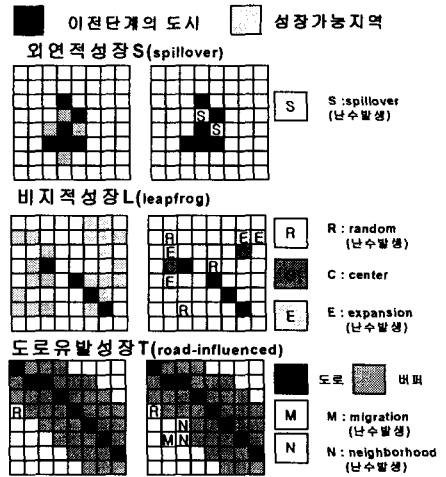 이전단계의 도시 성장가능지역
외연적성장S(spillover)
S S
S
S :spillover
(난수발생)
비지적성장L(leapfrog)
R E E
E
R
E
R
R
R : random
(난수발생)
C : center
E
E : expansion
(난수발생)
도로유발성장T(road-influenced)
도로 버퍼
R R
N
M N
M
M : migration
(난수발생)
N
N : neighborhood
(난수발생)